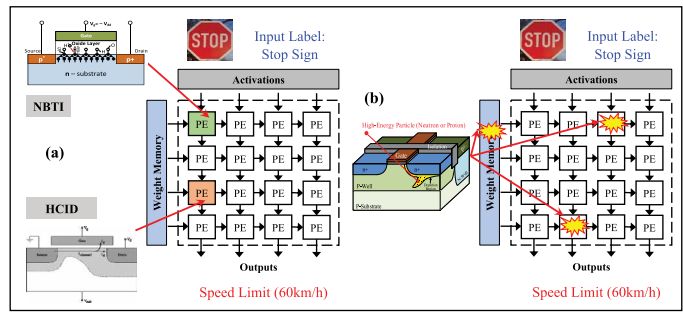 Vg= – Vdd
Gate
Oxide Layer
Source
Drain
p+
p+
n – substrate
NBTI
(a)
HCID
STOP
Input Label:
Stop Sign
Activations
Weight Memory
PE PE PE PE
PE PE PE PE
PE PE PE PE
PE PE PE PE
Outputs
Speed Limit (60km/h)
(b)
High-Energy Particle (Neutron or Proton)
Gate
Isolation
n+
n+
P-Well
P-Substrate
STOP
Input Label:
Stop Sign
Activations
Weight Memory
PE PE PE
PE PE PE PE
PE PE PE PE
PE PE PE
Outputs
Speed Limit (60km/h)